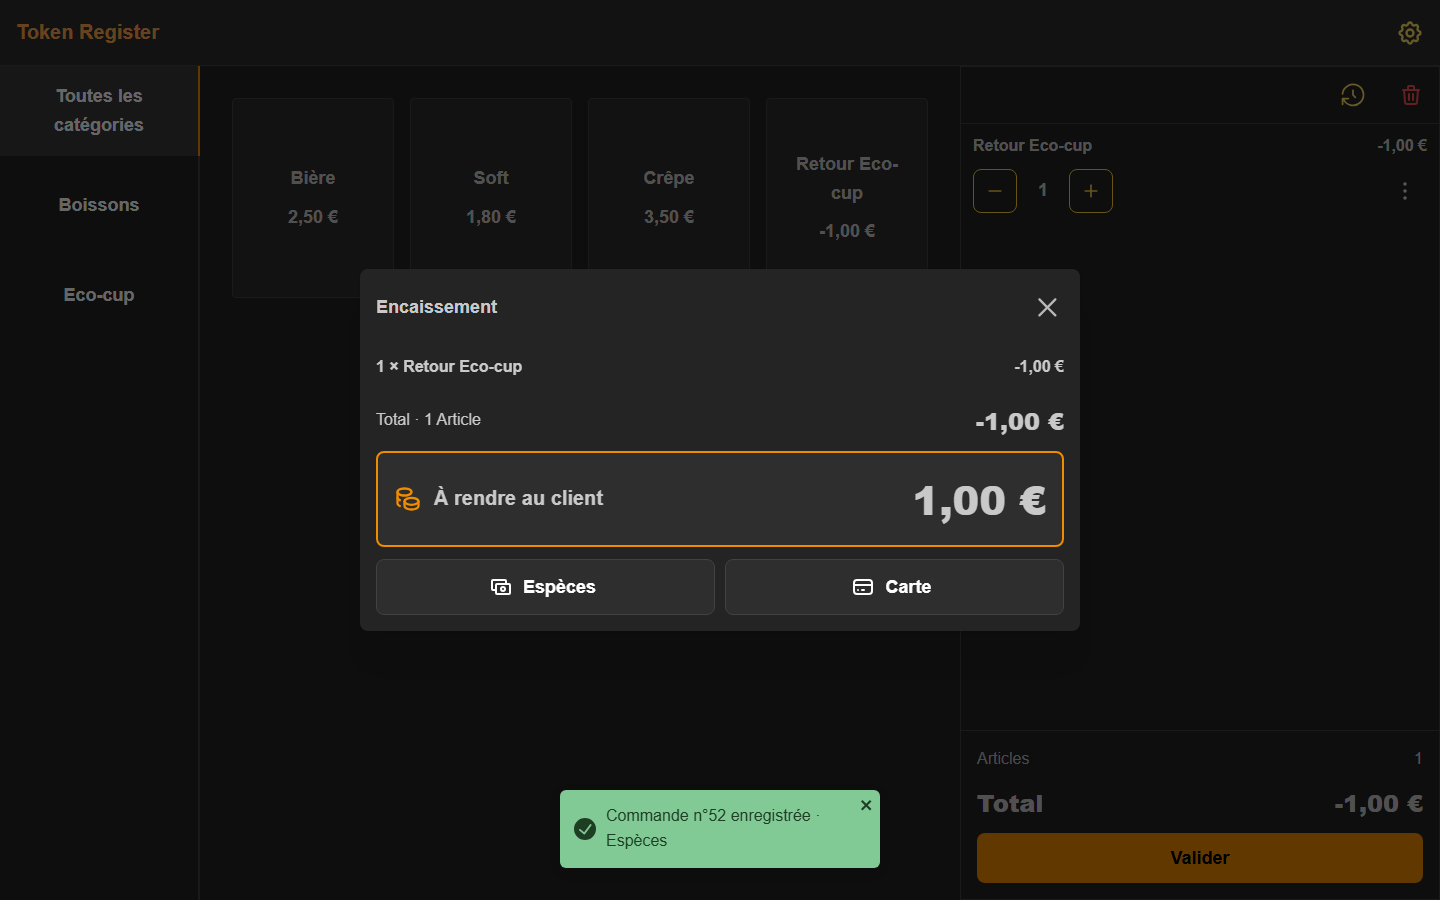 Token Register
Toutes les
catégories
Boissons
Eco-cup
Bière
2,50 €
Soft
1,80 €
Crêpe
3,50 €
Retour Eco-
cup
-1,00 €
Retour Eco-cup -1,00 €
1
Encaissement
1 × Retour Eco-cup -1,00 €
Total · 1 Article -1,00 €
À rendre au client 1,00 €
Espèces Carte
Commande n°52 enregistrée ·
Espèces
Articles 1
Total -1,00 €
Valider